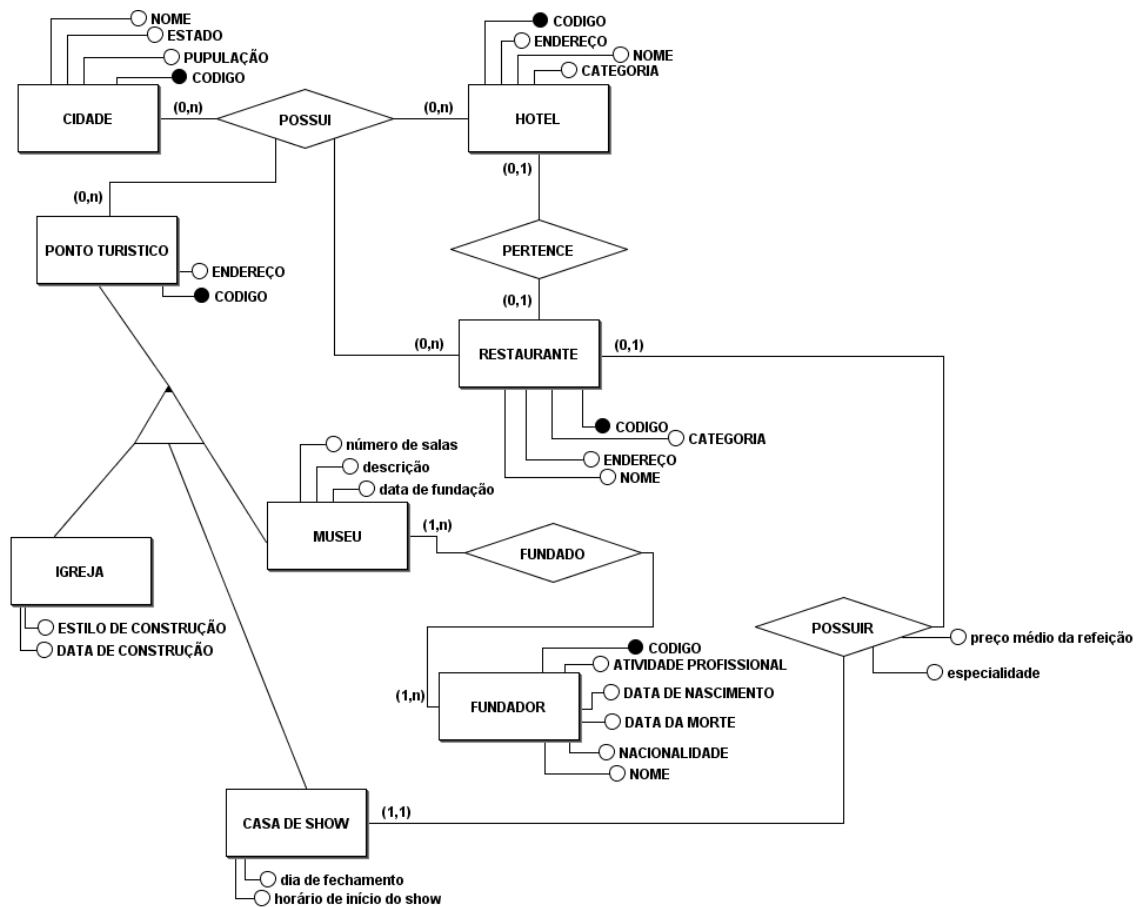 NOME
ESTADO
PUPULAÇÃO
CODIGO
CIDADE
(0,n)
POSSUI
(0,n)
CODIGO
ENDEREÇO
NOME
CATEGORIA
HOTEL
(0,1)
(0,n)
PONTO TURISTICO
ENDEREÇO
CODIGO
PERTENCE
(0,1)
(0,n)
RESTAURANTE
(0,1)
CODIGO
CATEGORIA
ENDEREÇO
NOME
número de salas
descrição
data de fundação
MUSEU
(1,n)
FUNDADO
IGREJA
ESTILO DE CONSTRUÇÃO
DATA DE CONSTRUÇÃO
POSSUIR
preço médio da refeição
especialidade
CODIGO
ATIVIDADE PROFISSIONAL
DATA DE NASCIMENTO
DATA DA MORTE
NACIONALIDADE
NOME
(1,n)
FUNDADOR
CASA DE SHOW
(1,1)
dia de fechamento
horário de início do show